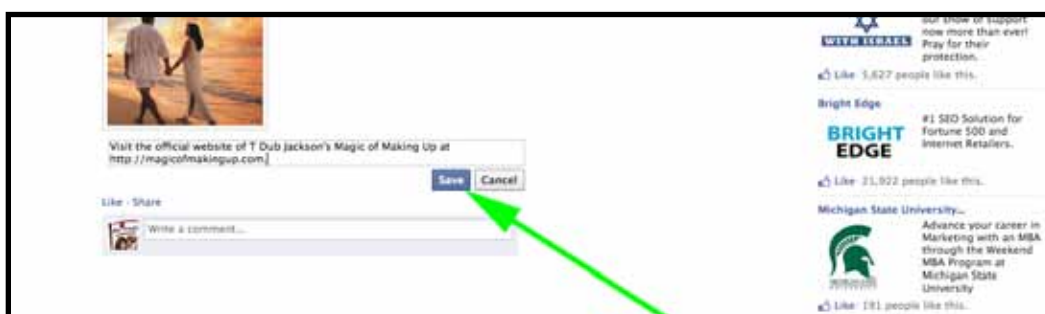 our show of support
now more than ever!
Pray for their
protection.
WITH ISRAEL
Like · 5,627 people like this.
Bright Edge
BRIGHT
EDGE
#1 SEO Solution for
Fortune 500 and
Internet Retailers.
Like · 21,922 people like this.
Michigan State University...
Advance your career in
Marketing with an MBA
through the Weekend
MBA Program at
Michigan State
University
Like · 191 people like this.
Visit the official website of T Dub Jackson's Magic of Making Up at
http://magicofmakingup.com.
Save
Cancel
Like · Share
Write a comment...